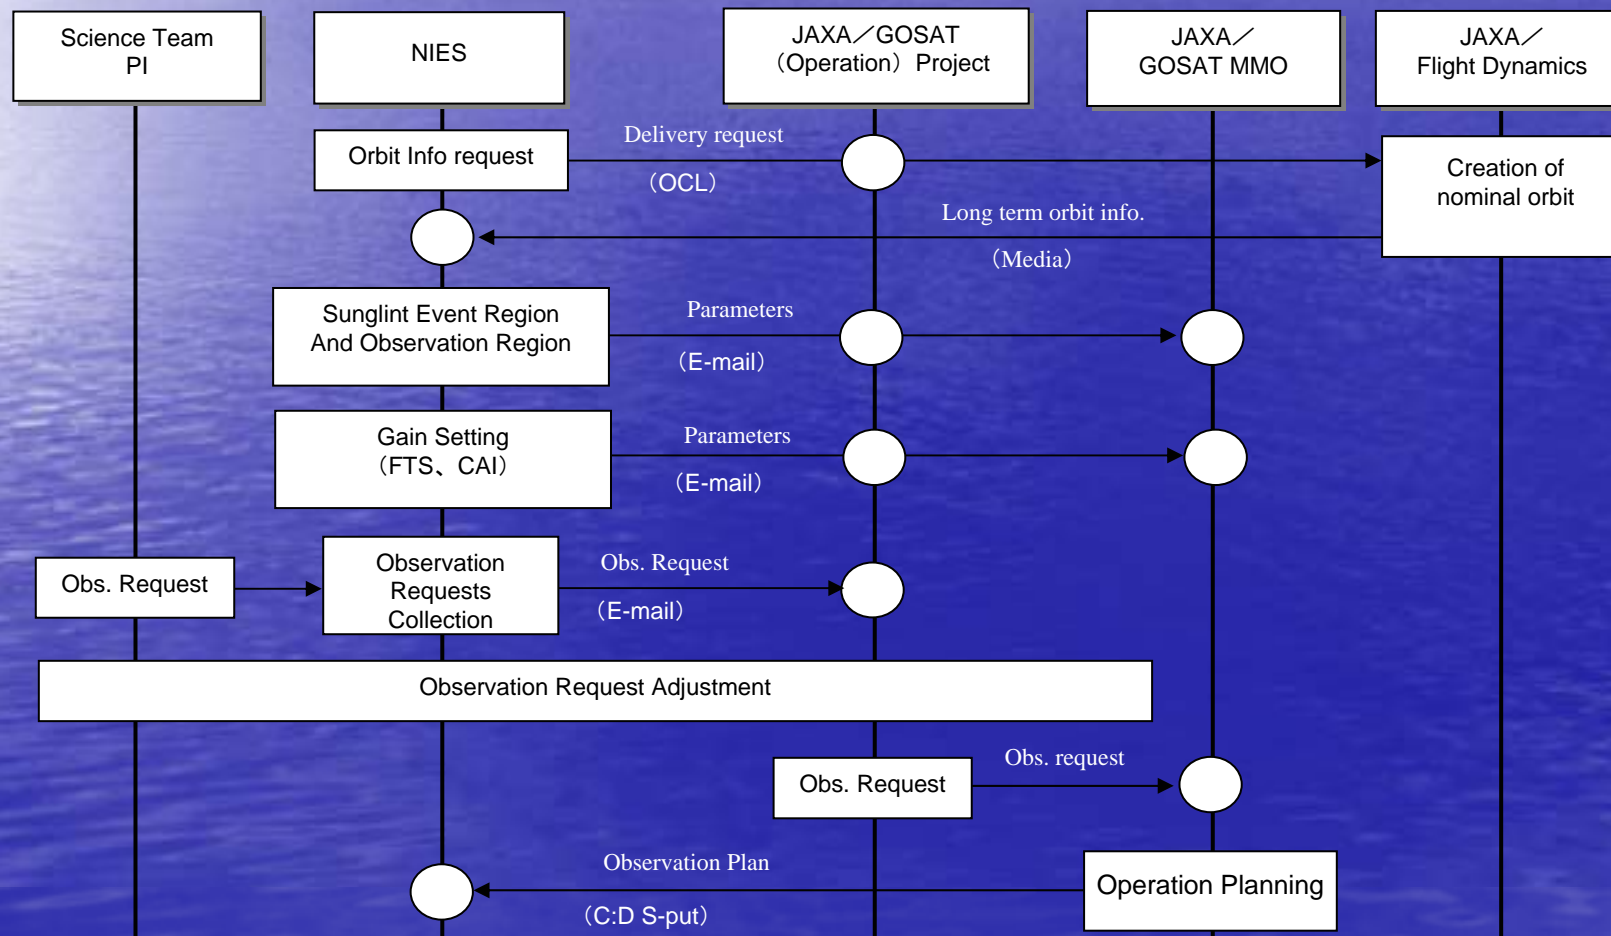 Science Team
PI
NIES
JAXA／GOSAT
（Operation）Project
JAXA／
GOSAT MMO
JAXA／
Flight Dynamics
Orbit Info request
Delivery request
（OCL）
Creation of
nominal orbit
Long term orbit info.
（Media）
Sunglint Event Region
And Observation Region
Parameters
（E-mail）
Gain Setting
（FTS、CAI）
Parameters
（E-mail）
Obs. Request
Observation
Requests
Collection
Obs. Request
（E-mail）
Observation Request Adjustment
Obs. Request
Obs. request
Operation Planning
Observation Plan
（C:D S-put）